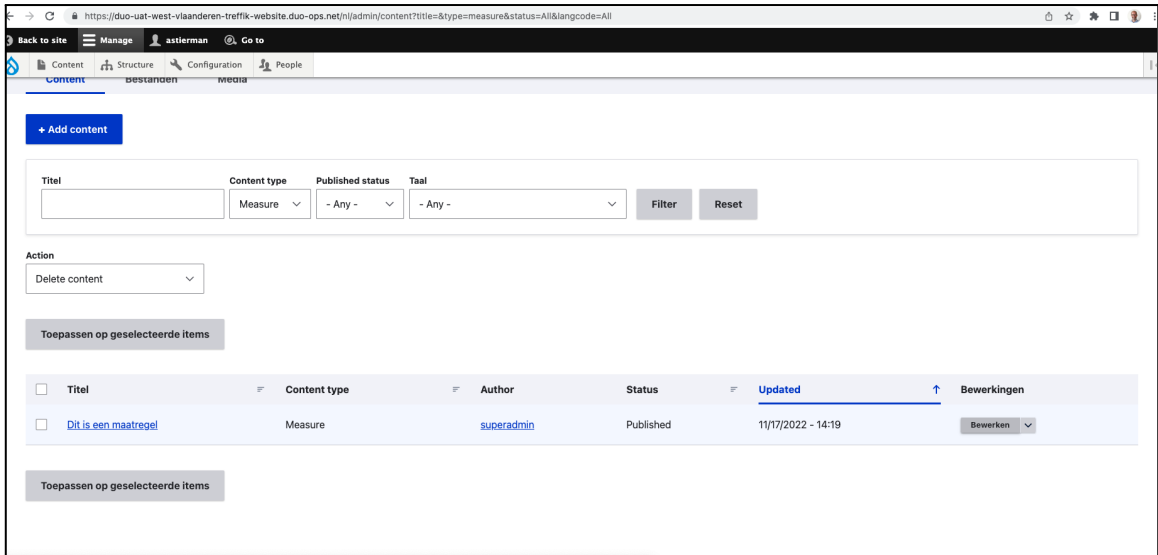 https://duo-uat-west-vlaanderen-treffik-website.duo-ops.net/nl/admin/content?title=&type=measure&status=All&langcode=All
Back to site Manage astierman Go to
Content Structure Configuration People
Content Bestanden Media
+ Add content
Titel Content type Published status Taal
Measure - Any - - Any - Filter Reset
Action
Delete content
Toepassen op geselecteerde items
Titel Content type Author Status Updated Bewerkingen
Dit is een maatregel Measure superadmin Published 11/17/2022 - 14:19 Bewerken
Toepassen op geselecteerde items